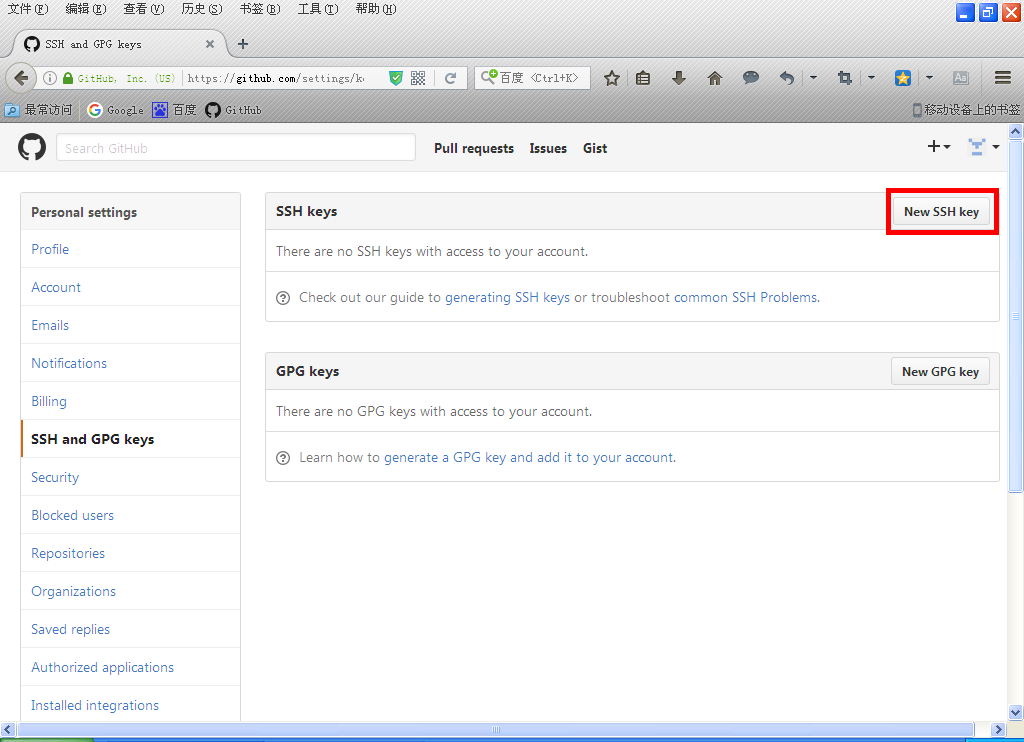 文件(F) 编辑(E) 查看(V) 历史(S) 书签(B) 工具(T) 帮助(H)
SSH and GPG keys
GitHub, Inc. (US) https://github.com/settings/k 百度 <Ctrl+K>
最常访问 Google 百度 GitHub 移动设备上的书签
Search GitHub Pull requests Issues Gist
Personal settings
Profile
Account
Emails
Notifications
Billing
SSH and GPG keys
Security
Blocked users
Repositories
Organizations
Saved replies
Authorized applications
Installed integrations
SSH keys New SSH key
There are no SSH keys with access to your account.
Check out our guide to generating SSH keys or troubleshoot common SSH Problems.
GPG keys New GPG key
There are no GPG keys with access to your account.
Learn how to generate a GPG key and add it to your account.